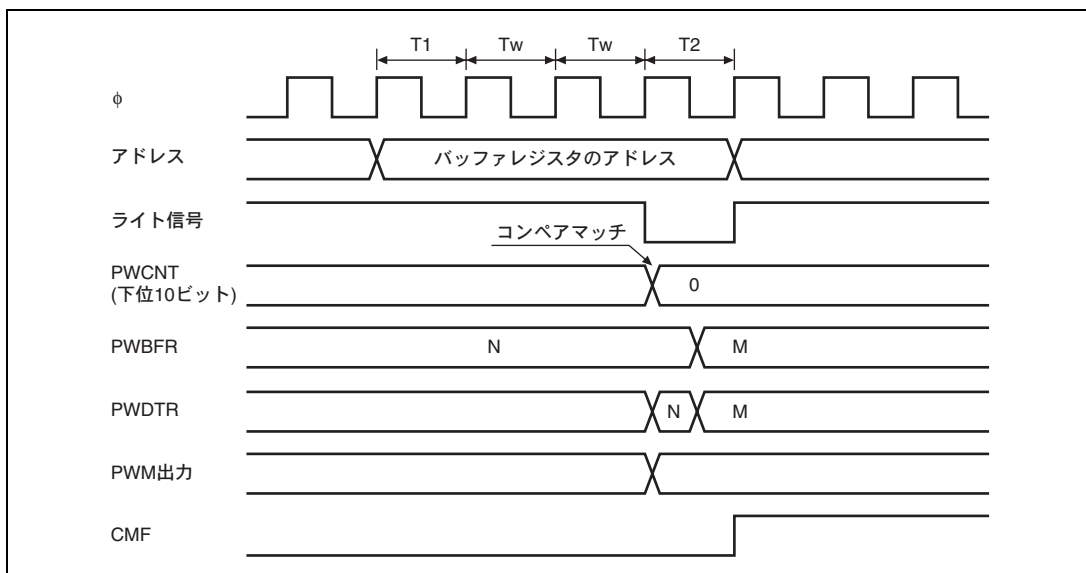 T1 Tw Tw T2
φ
アドレス バッファレジスタのアドレス
ライト信号
コンペアマッチ
PWCNT
(下位10ビット) 0
PWBFR N M
PWDTR N M
PWM出力
CMF